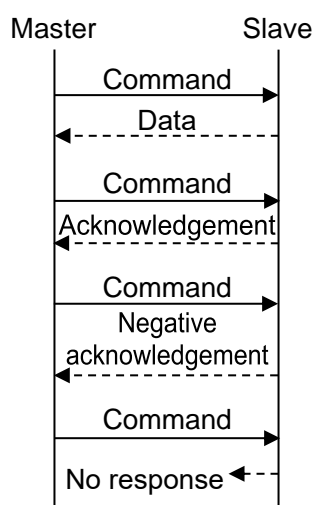 Master Slave
Command
Data
Command
Acknowledgement
Command
Negative
acknowledgement
Command
No response